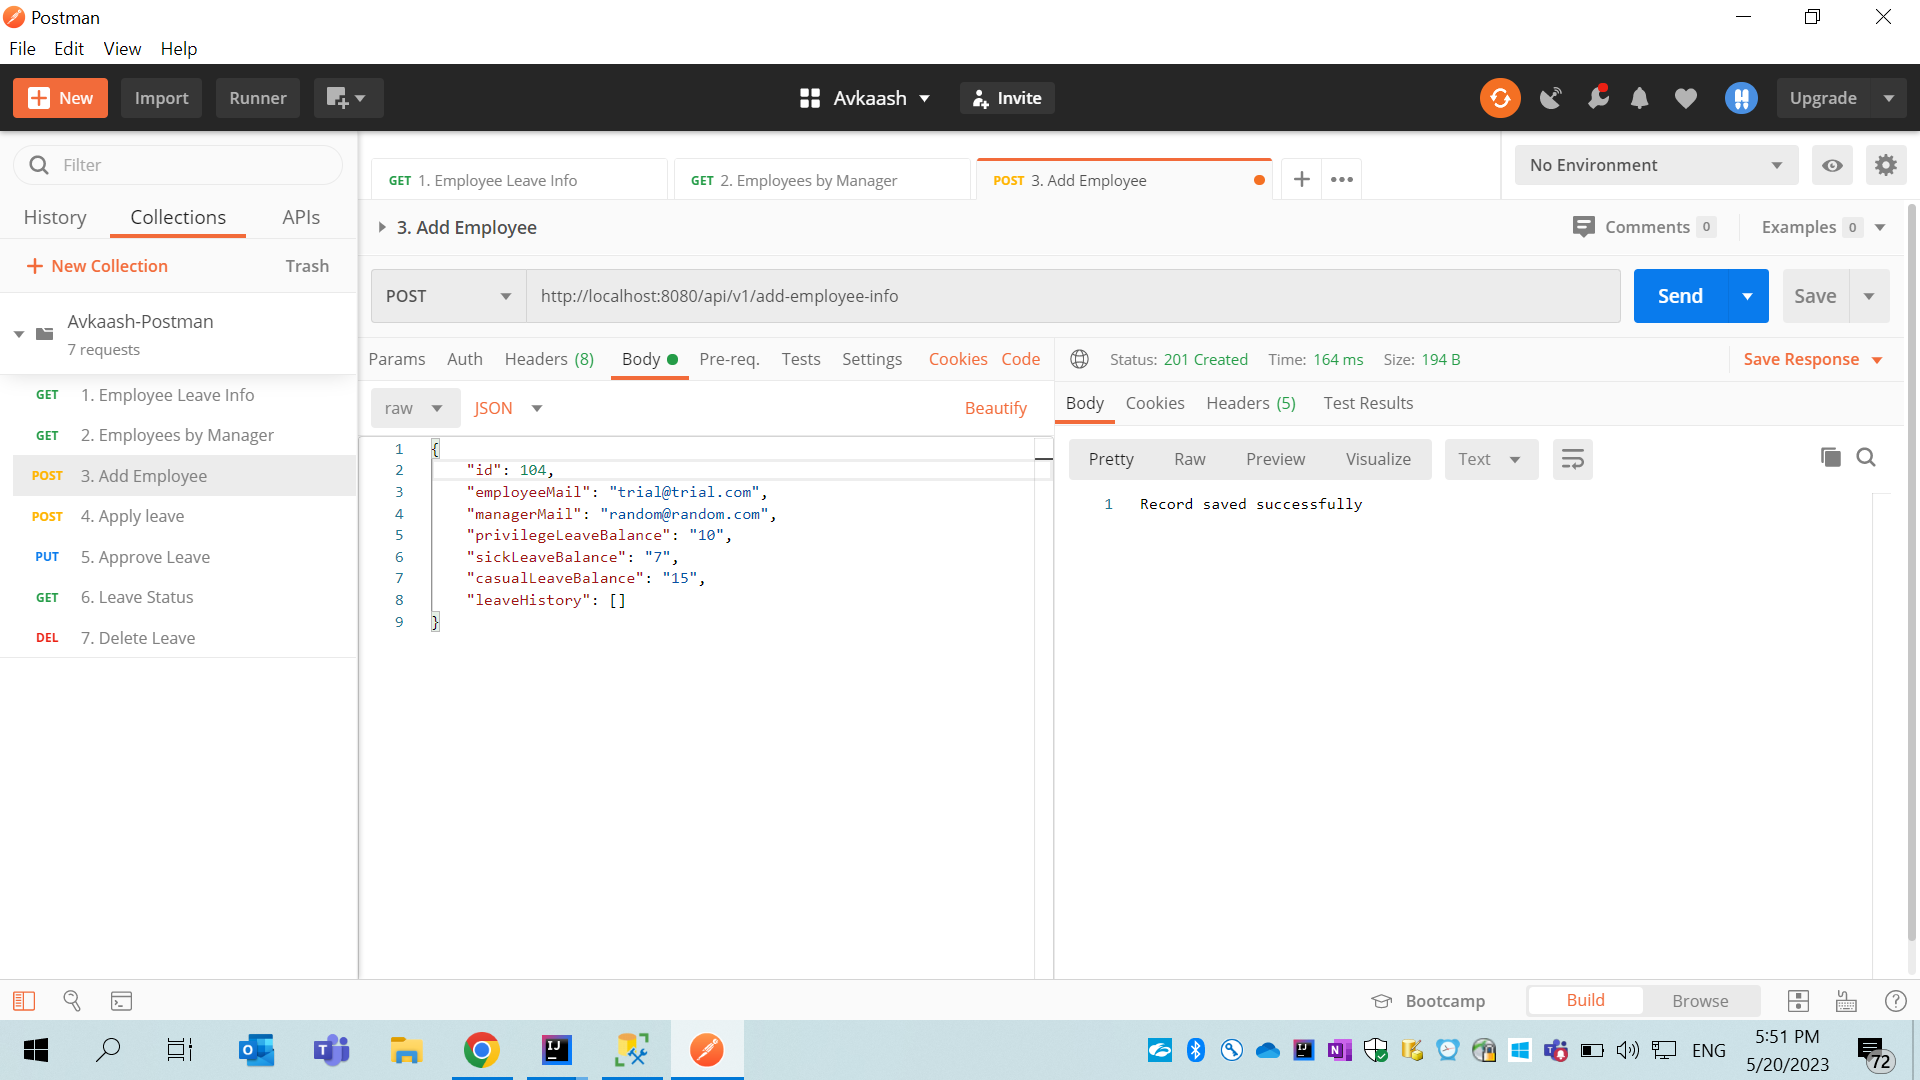 Postman
File Edit View Help
New Import Runner Avkaash Invite Upgrade
Filter
History Collections APIs
New Collection Trash
Avkaash-Postman
7 requests
GET 1. Employee Leave Info
GET 2. Employees by Manager
POST 3. Add Employee
POST 4. Apply leave
PUT 5. Approve Leave
GET 6. Leave Status
DEL 7. Delete Leave
GET 1. Employee Leave Info GET 2. Employees by Manager POST 3. Add Employee
No Environment
3. Add Employee Comments 0 Examples 0
POST http://localhost:8080/api/v1/add-employee-info Send Save
Params Auth Headers (8) Body Pre-req. Tests Settings Cookies Code
raw JSON Beautify
1 {
2 "id": 104,
3 "employeeMail": "trial@trial.com",
4 "managerMail": "random@random.com",
5 "privilegeLeaveBalance": "10",
6 "sickLeaveBalance": "7",
7 "casualLeaveBalance": "15",
8 "leaveHistory": []
9 }
Status: 201 Created Time: 164 ms Size: 194 B Save Response
Body Cookies Headers (5) Test Results
Pretty Raw Preview Visualize Text
1 Record saved successfully
Bootcamp Build Browse
ENG
5:51 PM
5/20/2023
72